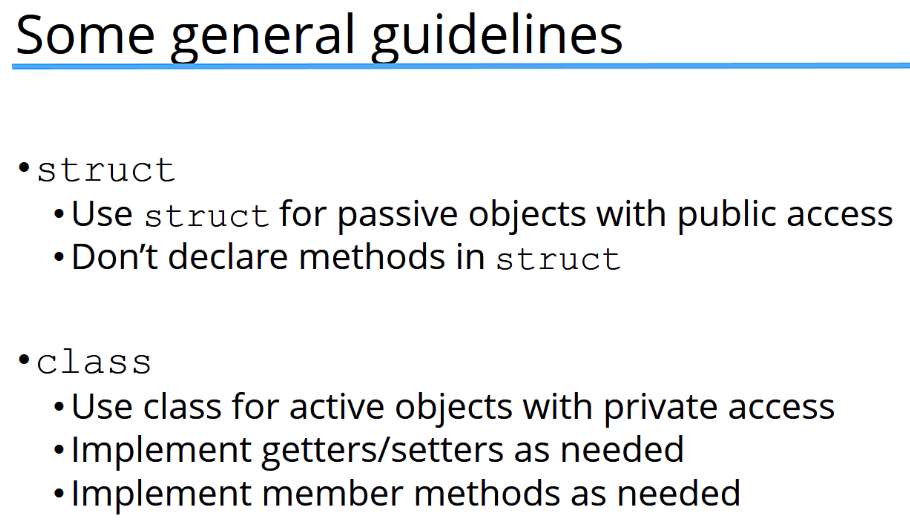 Some general guidelines
•struct
•Use struct for passive objects with public access
•Don’t declare methods in struct
•class
•Use class for active objects with private access
•Implement getters/setters as needed
•Implement member methods as needed